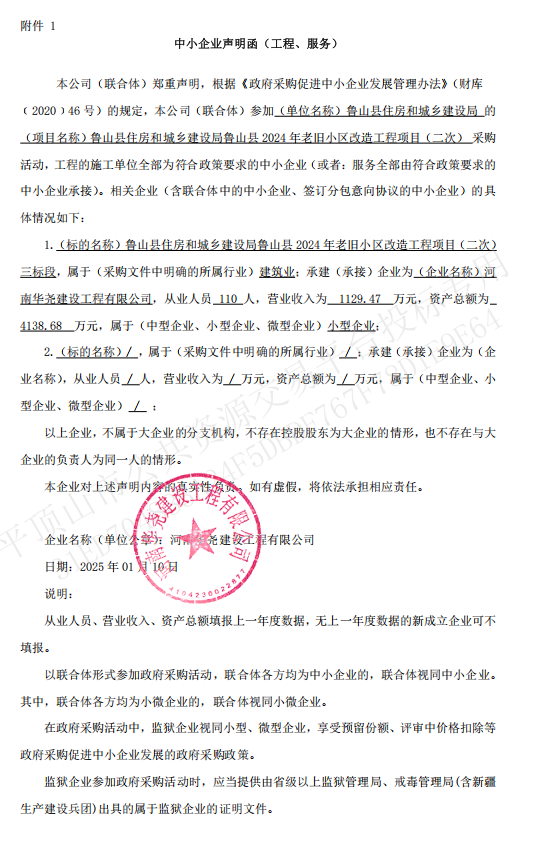 附件 1
中小企业声明函（工程、服务）
本公司（联合体）郑重声明，根据《政府采购促进中小企业发展管理办法》（财库
﹝2020﹞46 号）的规定，本公司（联合体）参加（单位名称）鲁山县住房和城乡建设局 的
（项目名称）鲁山县住房和城乡建设局鲁山县 2024 年老旧小区改造工程项目（二次） 采购
活动，工程的施工单位全部为符合政策要求的中小企业（或者：服务全部由符合政策要求的
中小企业承接）。相关企业（含联合体中的中小企业、签订分包意向协议的中小企业）的具
体情况如下：
1.（标的名称）鲁山县住房和城乡建设局鲁山县 2024 年老旧小区改造工程项目（二次）
三标段，属于（采购文件中明确的所属行业）建筑业；承建（承接）企业为（企业名称）河
南华尧建设工程有限公司，从业人员 110 人，营业收入为 1129.47 万元，资产总额为
4138.68 万元，属于（中型企业、小型企业、微型企业）小型企业；
2.（标的名称）/ ，属于（采购文件中明确的所属行业） / ；承建（承接）企业为（企
业名称），从业人员 / 人，营业收入为 / 万元，资产总额为 / 万元，属于（中型企业、小
型企业、微型企业） / ；
以上企业，不属于大企业的分支机构，不存在控股股东为大企业的情形，也不存在与大
企业的负责人为同一人的情形。
本企业对上述声明内容的真实性负责。如有虚假，将依法承担相应责任。
企业名称（单位公章）：河南华尧建设工程有限公司
日期：2025 年 01 月 10 日
河南华尧建设工程有限公司
4104230022877
说明：
从业人员、营业收入、资产总额填报上一年度数据，无上一年度数据的新成立企业可不
填报。
以联合体形式参加政府采购活动，联合体各方均为中小企业的，联合体视同中小企业。
其中，联合体各方均为小微企业的，联合体视同小微企业。
在政府采购活动中，监狱企业视同小型、微型企业，享受预留份额、评审中价格扣除等
政府采购促进中小企业发展的政府采购政策。
监狱企业参加政府采购活动时，应当提供由省级以上监狱管理局、戒毒管理局(含新疆
生产建设兵团)出具的属于监狱企业的证明文件。
平顶山市公共资源交易平台投标专用